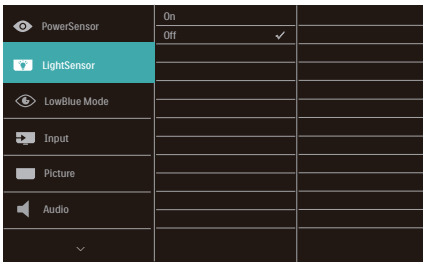 PowerSensor
LightSensor
LowBlue Mode
Input
Picture
Audio
On
Off